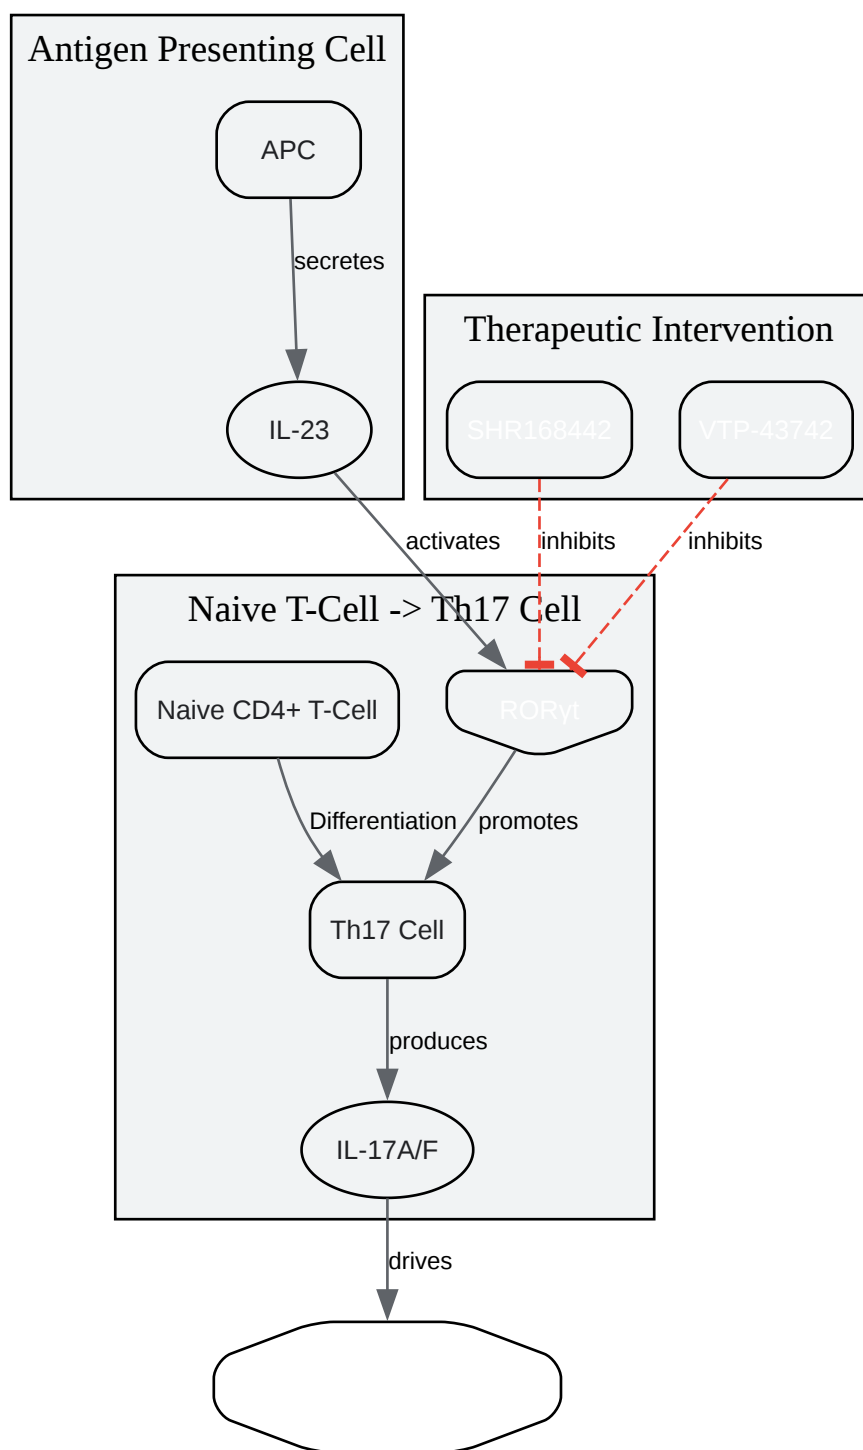 Antigen Presenting Cell
APC
secretes
Therapeutic Intervention
IL-23
SHR168442
VTP-43742
activates
inhibits
inhibits
Naive T-Cell -> Th17 Cell
Naive CD4+ T-Cell
RORγt
Differentiation
promotes
Th17 Cell
produces
IL-17A/F
drives